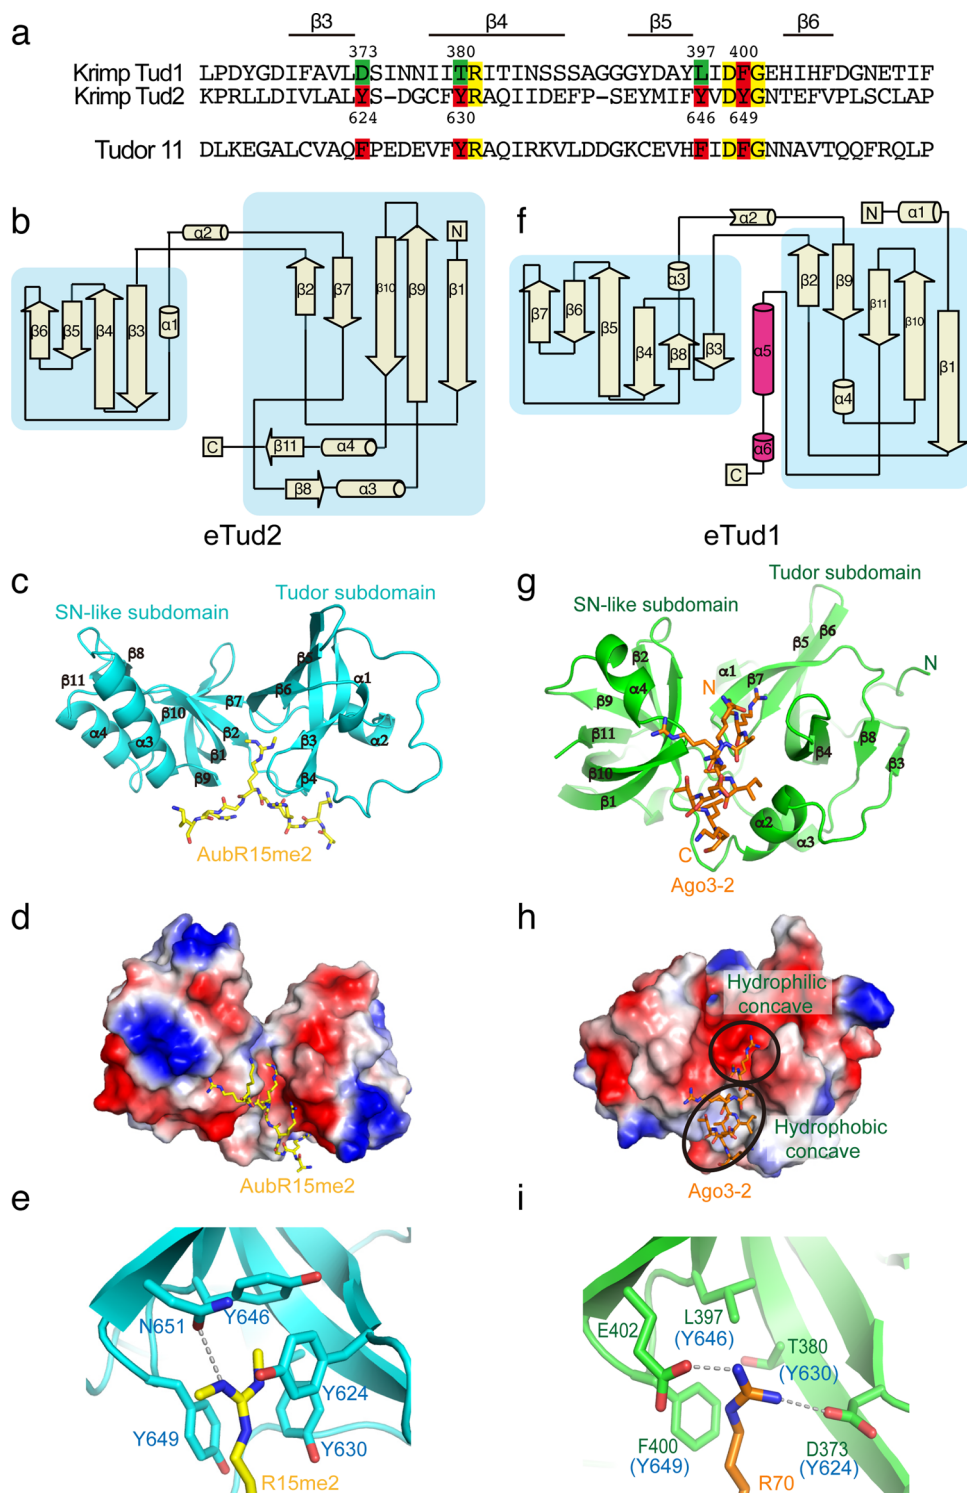 a
β3 β4 β5 β6
373 380 397 400
Krimp Tud1 LPDYGDIFAVLDSINNIITRITINSSSAGGGYDAYLIDFGEHIHFDGNETIF
Krimp Tud2 KPRLLDIVLALYS-DGCFYRAQIIDEFP-SEYMIFYVDYGNTEFVPLSCLAP
624 630 646 649
Tudor 11 DLKEGALCVAQFPEDEVFYRAQIRKVLDDGKCEVHFIDFGNNAVTQQFRQLP
b
α2
N
β6 β5 β4 β3 α1 β2 β7 β10 β9 β1
C β11 α4
β8 α3
eTud2
f
α2 N α1
α3 β2 β9 β11 β10
β7 β6 β5 β4 β8 β3 α5 α4 β1
α6
C
eTud1
c
Tudor subdomain
SN-like subdomain
β8 β5
β11 β6 α1
β7
β10
α4 α3 β2 β3 α2
β1
β9 β4
AubR15me2
g
Tudor subdomain
SN-like subdomain
β6
β5
β2 α1 N
α4 N β7
β9
β11 β4 β8
β10 β3
β1
α2
α3
C
Ago3-2
d
AubR15me2
h
Hydrophilic
concave
Hydrophobic
concave
Ago3-2
e
N651 Y646
Y624
Y649 Y630
R15me2
i
E402 L397
(Y646)
T380
(Y630)
F400
(Y649)
D373
(Y624)
R70